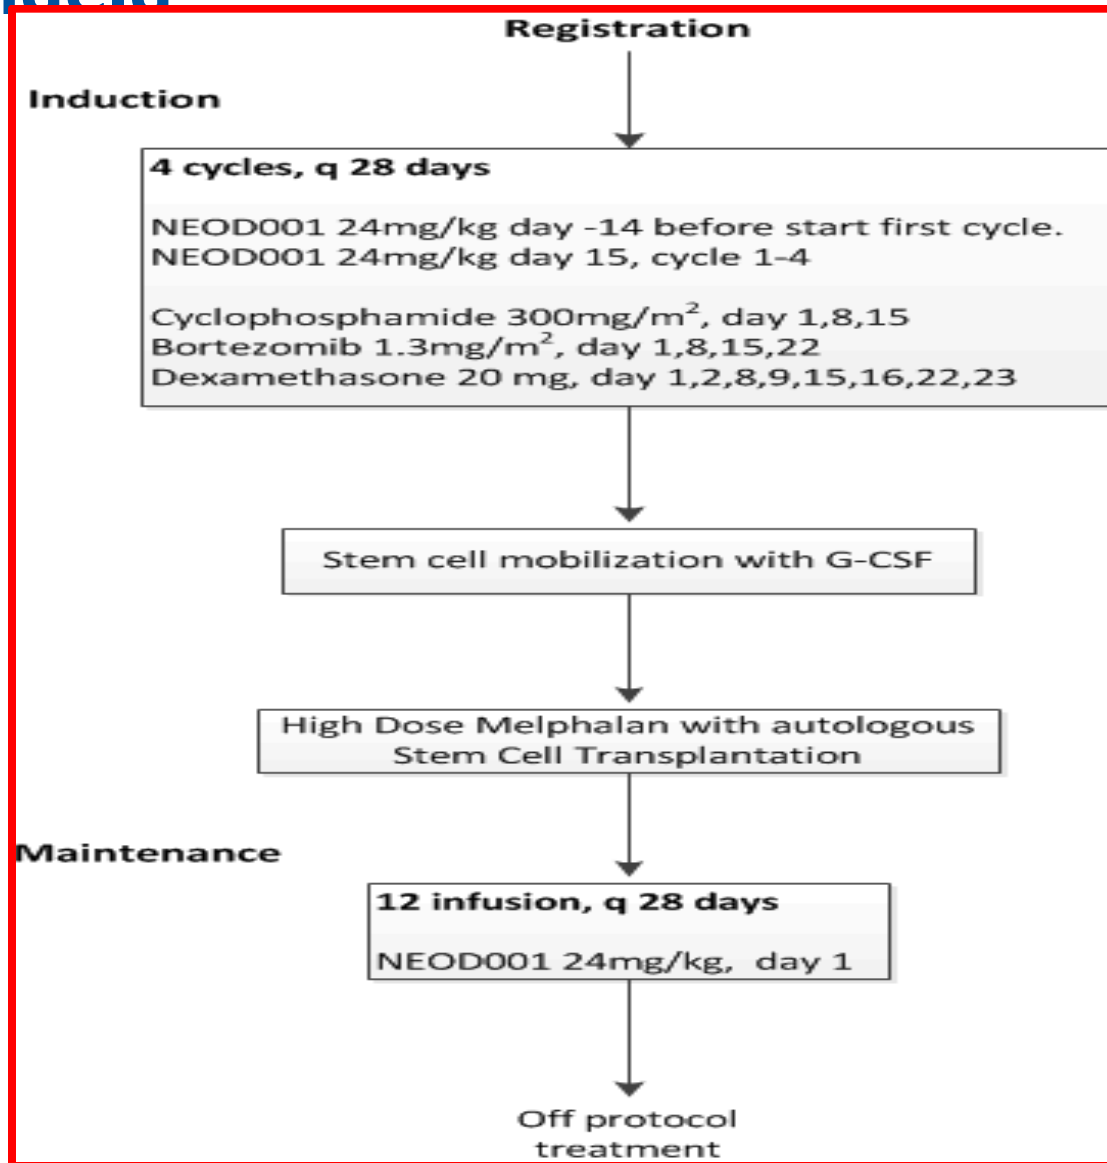 Registration
Induction
4 cycles, q 28 days
NEOD001 24mg/kg day -14 before start first cycle.
NEOD001 24mg/kg day 15, cycle 1-4
Cyclophosphamide 300mg/m², day 1,8,15
Bortezomib 1.3mg/m², day 1,8,15,22
Dexamethasone 20 mg, day 1,2,8,9,15,16,22,23
Stem cell mobilization with G-CSF
High Dose Melphalan with autologous
Stem Cell Transplantation
Maintenance
12 infusion, q 28 days
NEOD001 24mg/kg, day 1
Off protocol
treatment